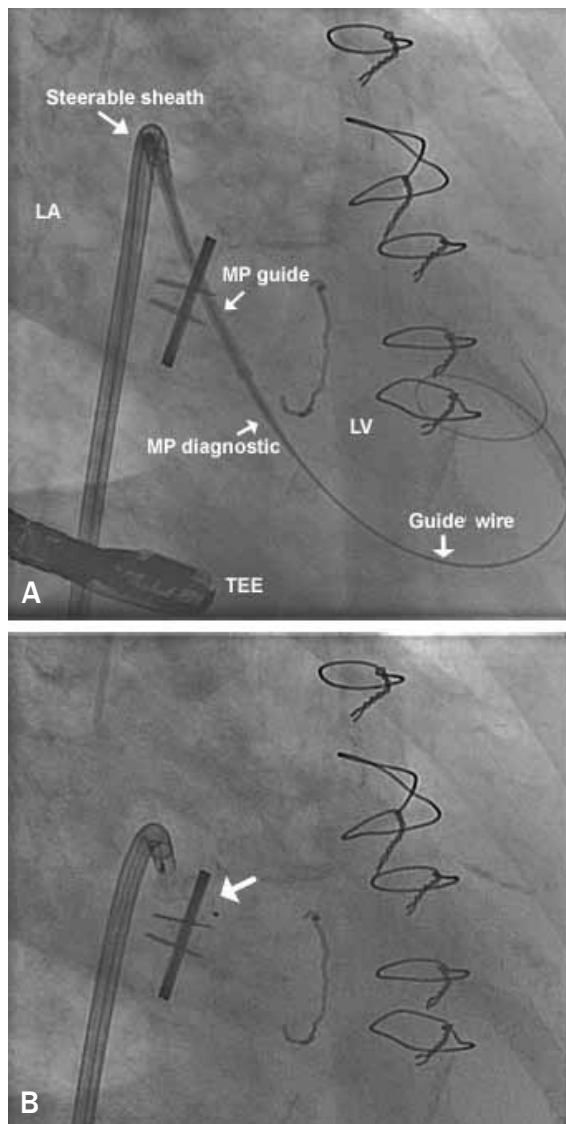 Steerable sheath
LA
MP guide
MP diagnostic
LV
Guide wire
TEE
A
B